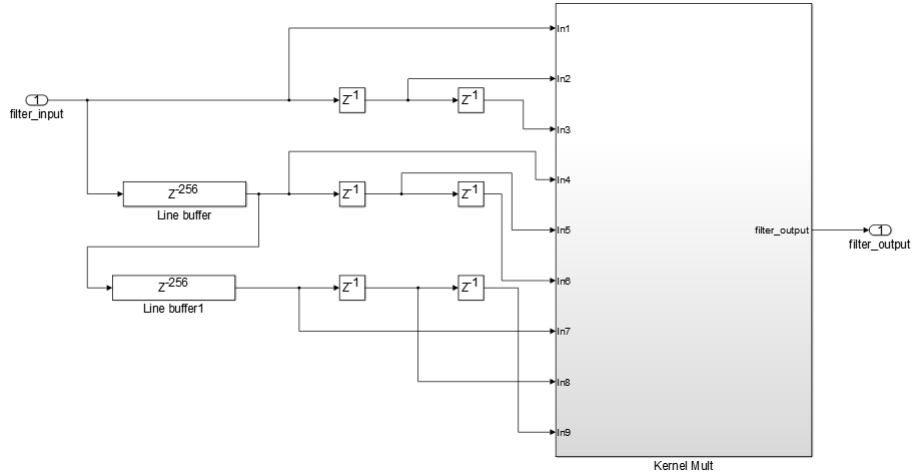 In1
In2
1
Z-1
Z-1
filter_input
In3
In4
Z-256
Z-1
Z-1
Line buffer
In5
filter_output
1
filter_output
In6
Z-256
Z-1
Z-1
Line buffer1
In7
In8
In9
Kernel Mult